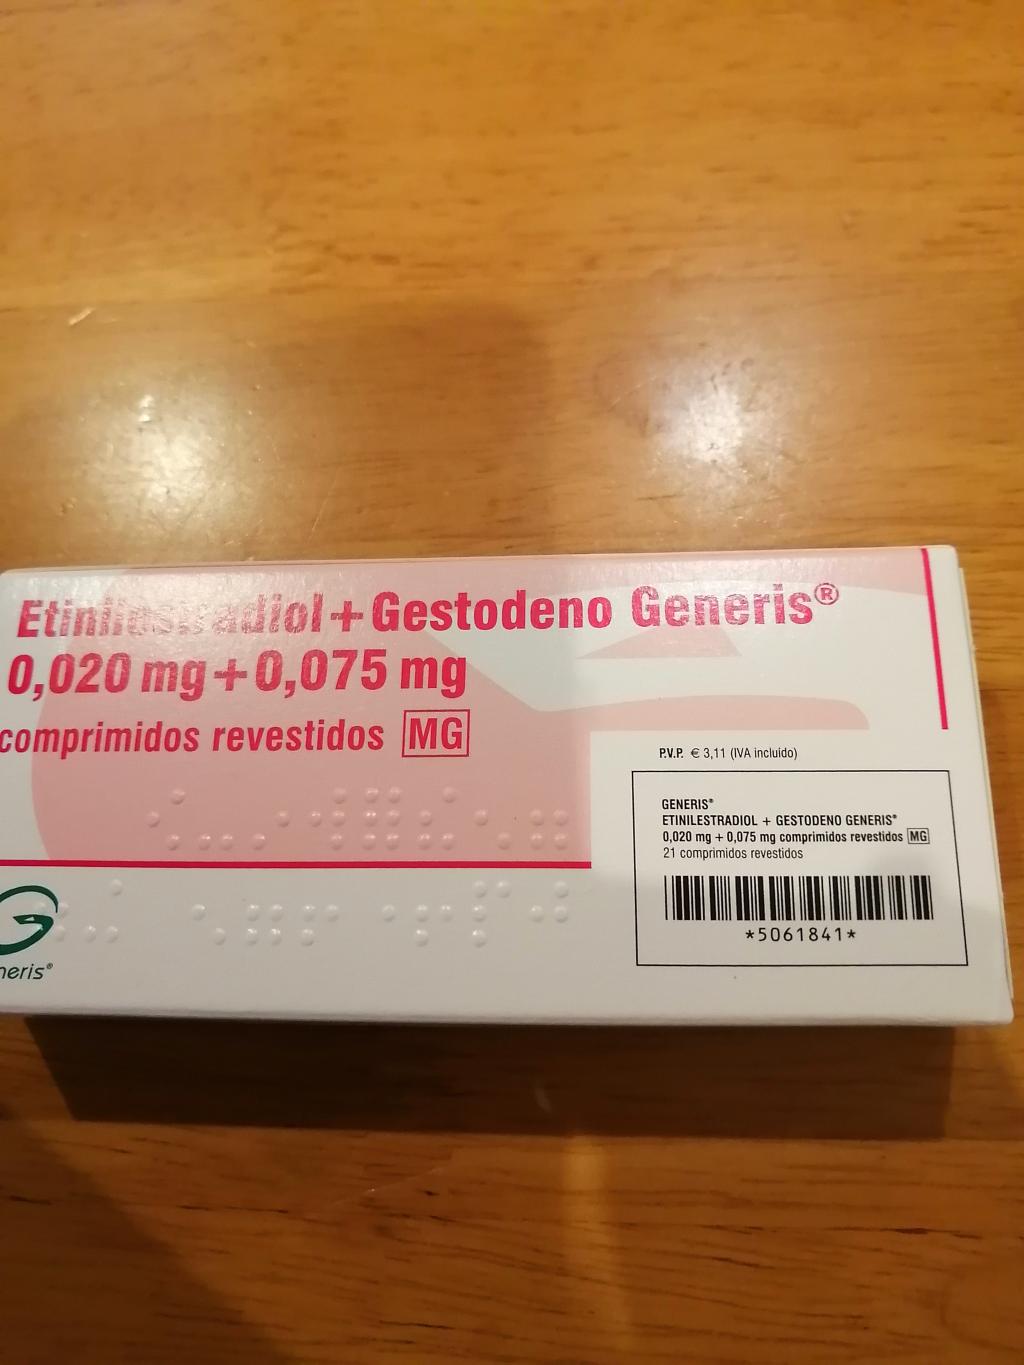 Etinilestradiol + Gestodeno Generis®
0,020 mg + 0,075 mg
comprimidos revestidos MG
P.V.P. € 3,11 (IVA incluído)
GENERIS®
ETINILESTRADIOL + GESTODENO GENERIS®
0,020 mg + 0,075 mg comprimidos revestidos MG
21 comprimidos revestidos
*5061841*
neris®